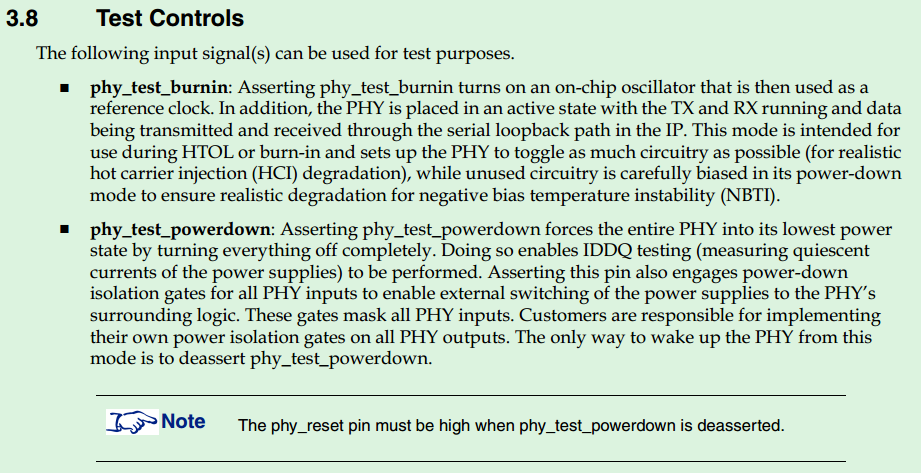 3.8 Test Controls
The following input signal(s) can be used for test purposes.
■ phy_test_burnin: Asserting phy_test_burnin turns on an on-chip oscillator that is then used as a
reference clock. In addition, the PHY is placed in an active state with the TX and RX running and data
being transmitted and received through the serial loopback path in the IP. This mode is intended for
use during HTOL or burn-in and sets up the PHY to toggle as much circuitry as possible (for realistic
hot carrier injection (HCI) degradation), while unused circuitry is carefully biased in its power-down
mode to ensure realistic degradation for negative bias temperature instability (NBTI).
■ phy_test_powerdown: Asserting phy_test_powerdown forces the entire PHY into its lowest power
state by turning everything off completely. Doing so enables IDDQ testing (measuring quiescent
currents of the power supplies) to be performed. Asserting this pin also engages power-down
isolation gates for all PHY inputs to enable external switching of the power supplies to the PHY’s
surrounding logic. These gates mask all PHY inputs. Customers are responsible for implementing
their own power isolation gates on all PHY outputs. The only way to wake up the PHY from this
mode is to deassert phy_test_powerdown.
Note The phy_reset pin must be high when phy_test_powerdown is deasserted.